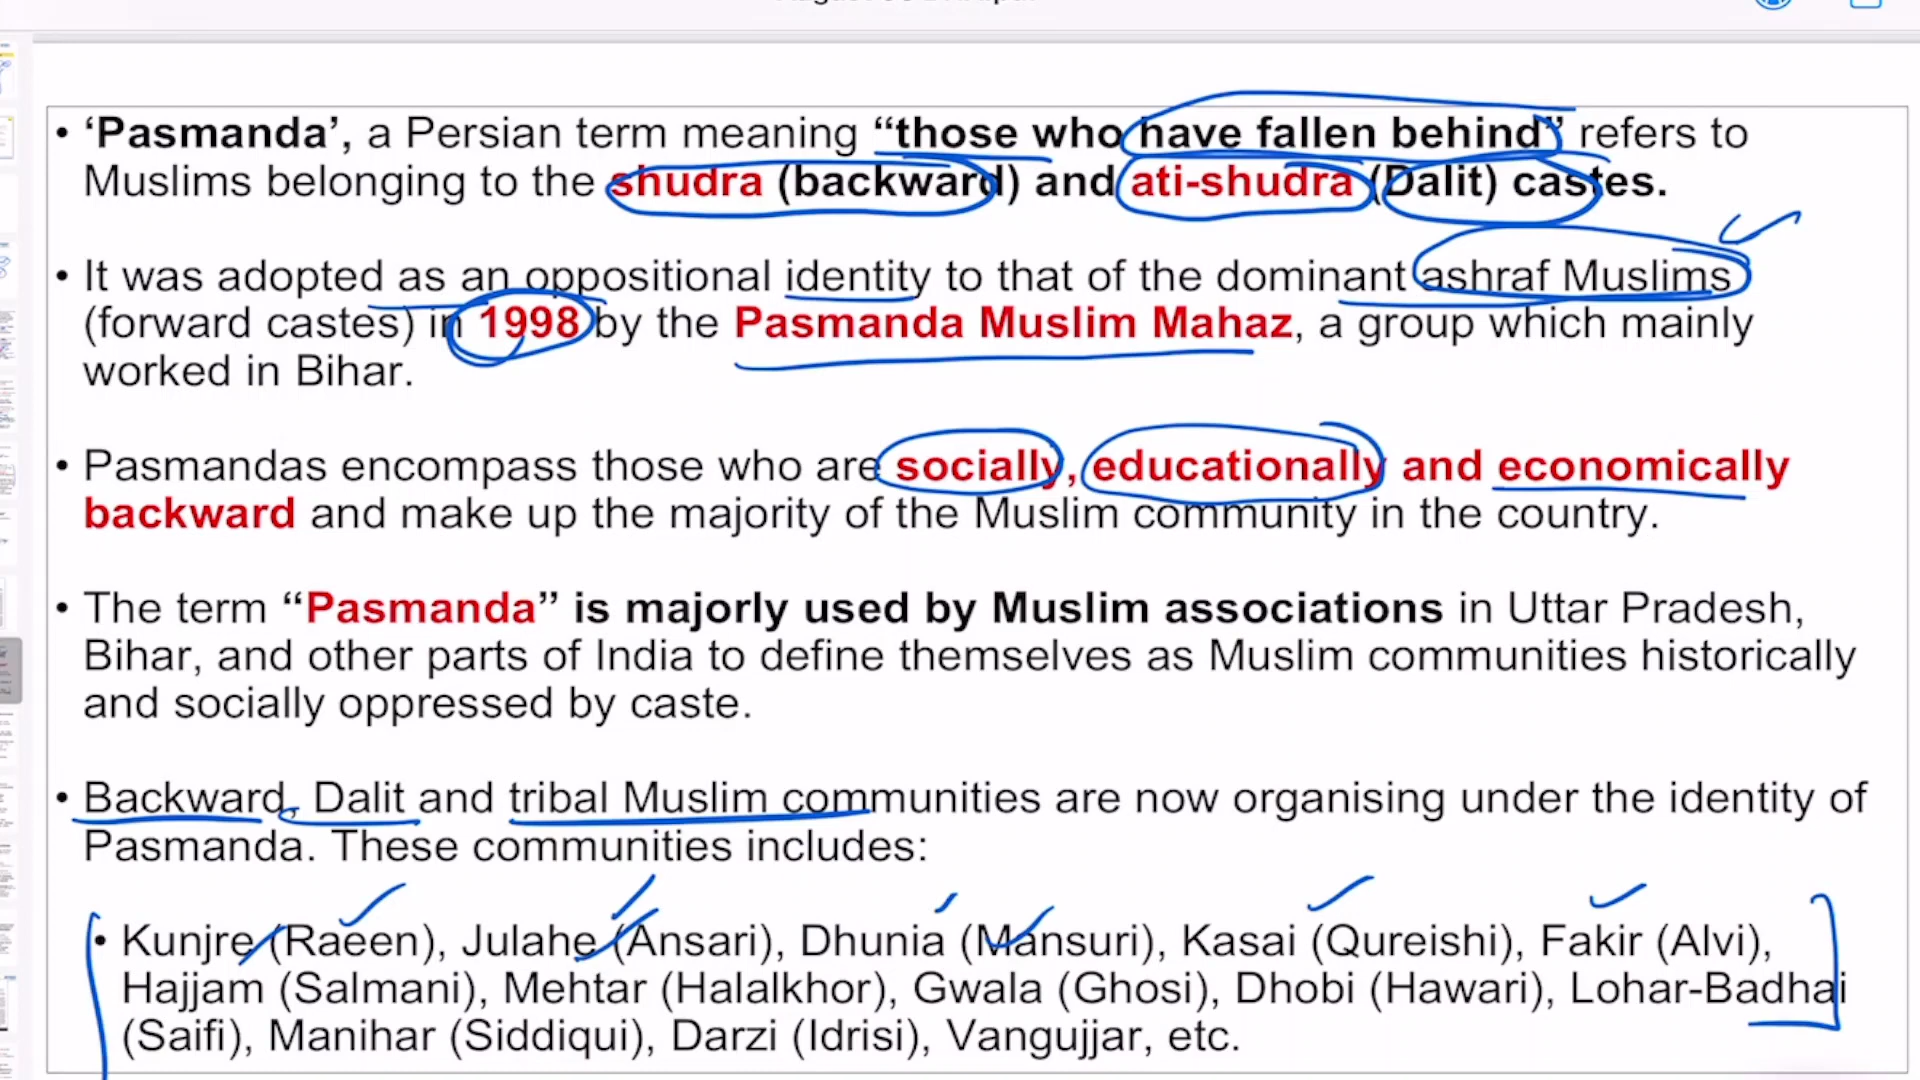 • ‘Pasmanda’, a Persian term meaning “those who have fallen behind” refers to
Muslims belonging to the shudra (backward) and ati-shudra (Dalit) castes.
• It was adopted as an oppositional identity to that of the dominant ashraf Muslims
(forward castes) in 1998 by the Pasmanda Muslim Mahaz, a group which mainly
worked in Bihar.
• Pasmandas encompass those who are socially, educationally and economically
backward and make up the majority of the Muslim community in the country.
• The term “Pasmanda” is majorly used by Muslim associations in Uttar Pradesh,
Bihar, and other parts of India to define themselves as Muslim communities historically
and socially oppressed by caste.
• Backward, Dalit and tribal Muslim communities are now organising under the identity of
Pasmanda. These communities includes:
• Kunjre (Raeen), Julahe (Ansari), Dhunia (Mansuri), Kasai (Qureishi), Fakir (Alvi),
Hajjam (Salmani), Mehtar (Halalkhor), Gwala (Ghosi), Dhobi (Hawari), Lohar-Badhai
(Saifi), Manihar (Siddiqui), Darzi (Idrisi), Vangujjar, etc.